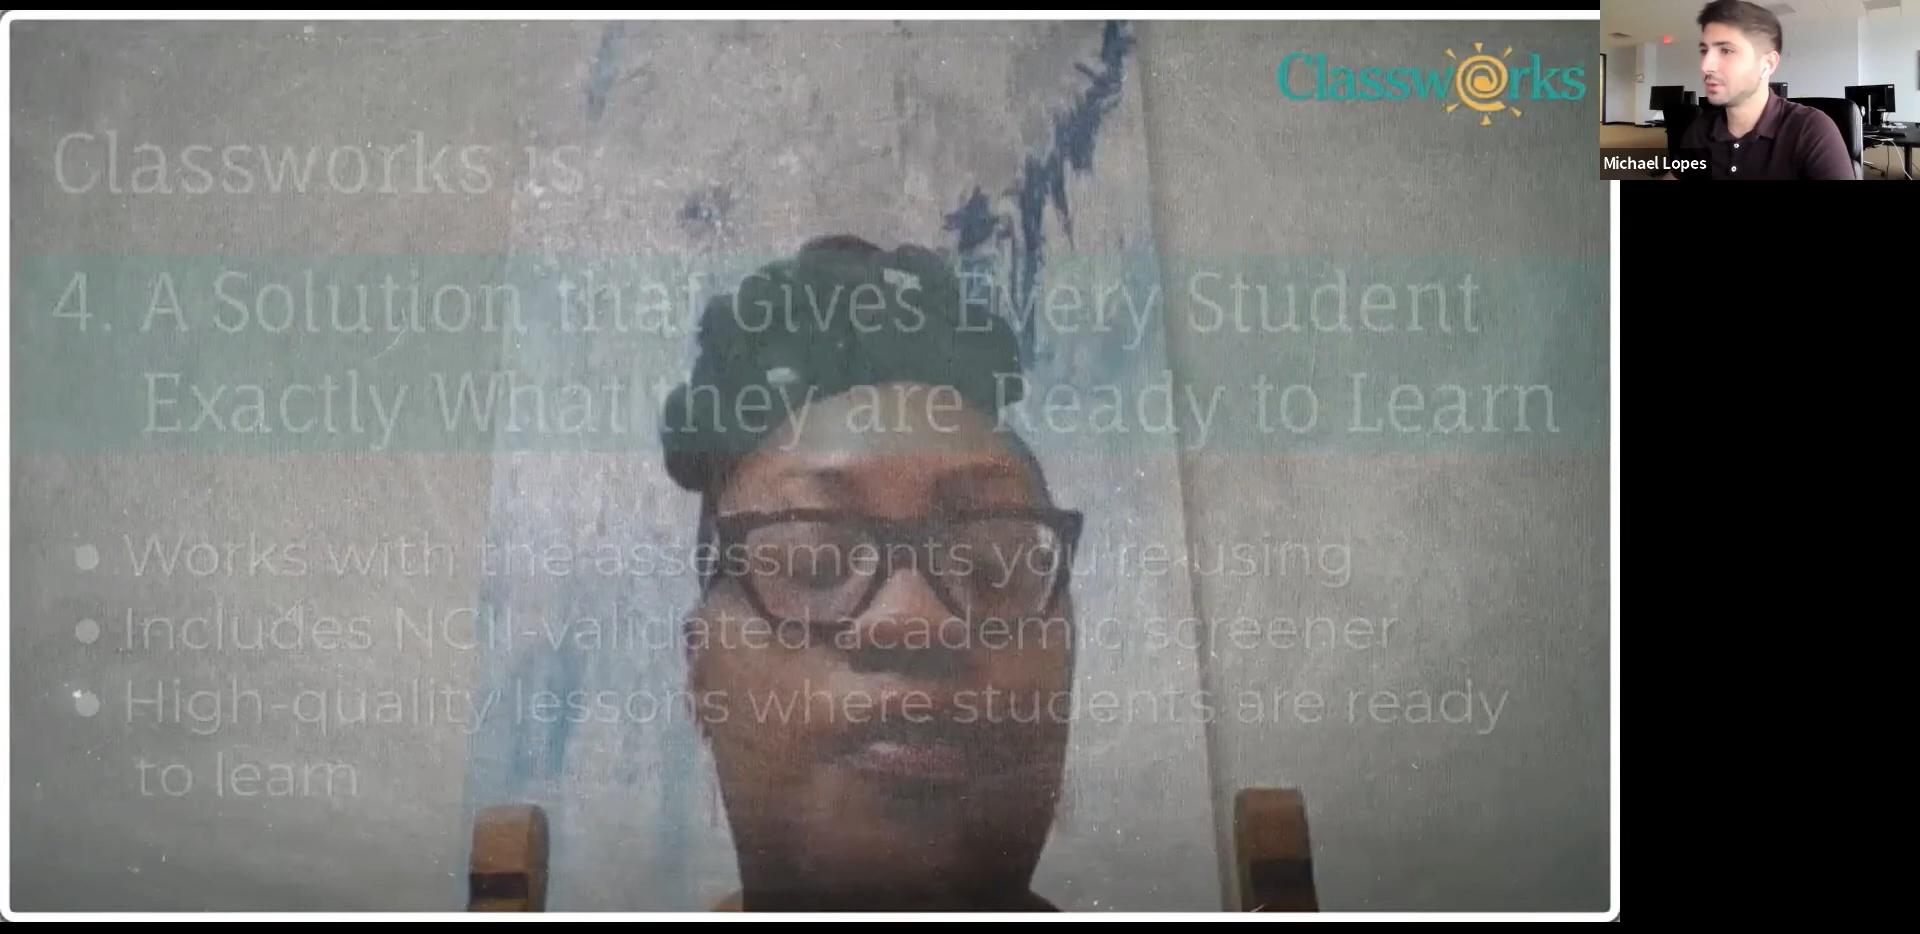 Classw@rks
Classworks is
4. A Solution that Gives Every Student
Exactly What they are Ready to Learn
Works with the assessments you're using
Includes NCII-validated academic screener
High-quality lessons where students are ready
to learn
Michael Lopes